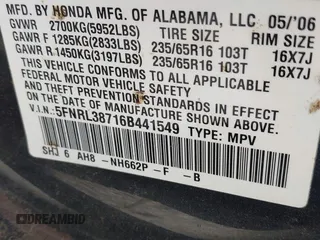 MFD. BY HONDA MFG. OF ALABAMA, LLC 05/'06
GVWR 2700KG(5952LBS) TIRE SIZE RIM SIZE
GAWR F 1285KG(2833LBS) 235/65R16 103T 16X7J
GAWR R 1450KG(3197LBS) 235/65R16 103T 16X7J
THIS VEHICLE CONFORMS TO ALL APPLICABLE
FEDERAL MOTOR VEHICLE
SAFETY AND THEFT PREVENTION STANDARDS
IN EFFECT ON THE DATE OF MANUFACTURE SHOWN ABOVE.
V.I.N.: 5FNRL38716B441549 TYPE: MPV
SHJ 6 AH8 -NH662P -F -B
DREAMBID